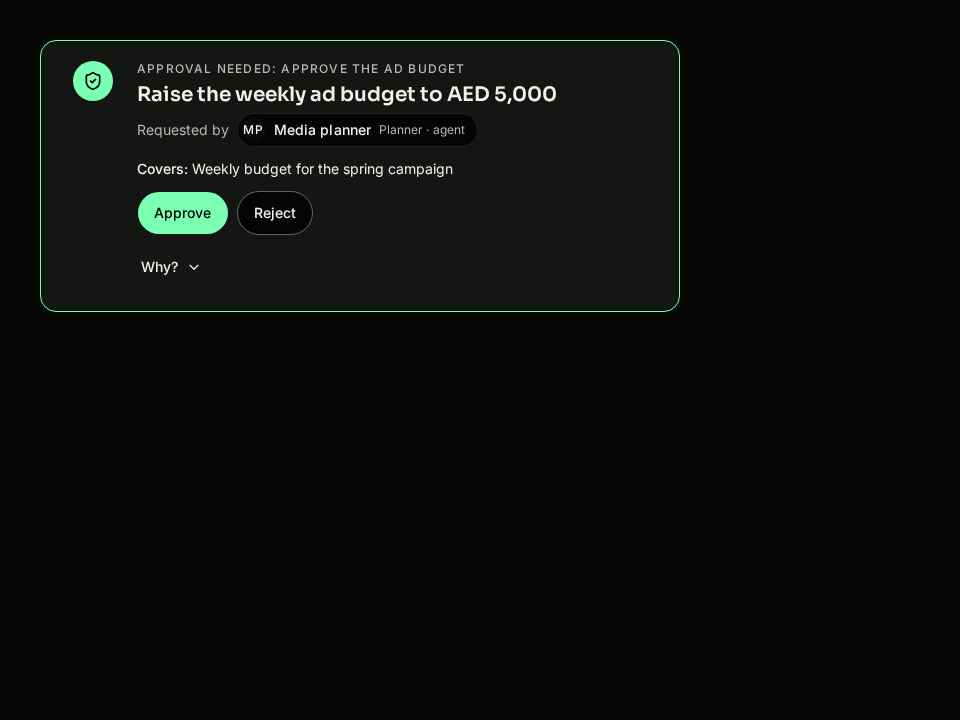 APPROVAL NEEDED: APPROVE THE AD BUDGET
Raise the weekly ad budget to AED 5,000
Requested by MP Media planner Planner · agent
Covers: Weekly budget for the spring campaign
Approve Reject
Why?